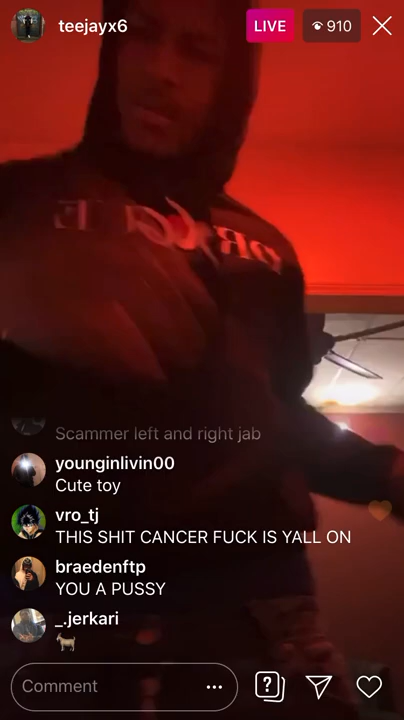 teejayx6
LIVE
910
Scammer left and right jab
younginlivin00
Cute toy
vro_tj
THIS SHIT CANCER FUCK IS YALL ON
braedenftp
YOU A PUSSY
_.jerkari
🐐
Comment